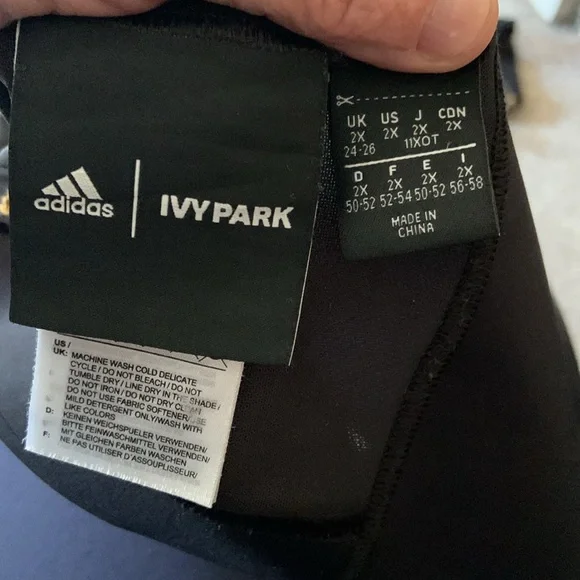 adidas
IVY PARK
UK US J CDN
2X 2X 2X 2X
24-26 11XOT
D F E I
2X 2X 2X 2X
50-52 52-54 50-52 56-58
MADE IN
CHINA
US /
UK: MACHINE WASH COLD DELICATE
CYCLE / DO NOT BLEACH / DO NOT
TUMBLE DRY / LINE DRY IN THE SHADE /
DO NOT IRON / DO NOT DRY CLEAN
DO NOT USE FABRIC SOFTENER / USE
MILD DETERGENT ONLY/WASH WITH
LIKE COLORS
D: KEINEN WEICHSPUELER VERWENDEN/
BITTE FEINWASCHMITTEL VERWENDEN/
MIT GLEICHEN FARBEN WASCHEN
F: NE PAS UTILISER D'ASSOUPLISSEUR/